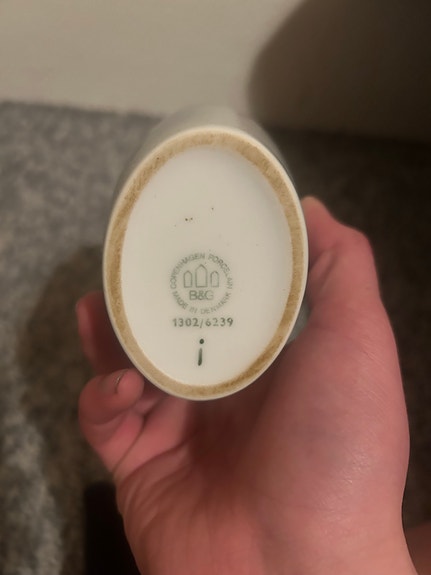 COPENHAGEN PORCELAIN
B&G
MADE IN DENMARK
1302/6239
i